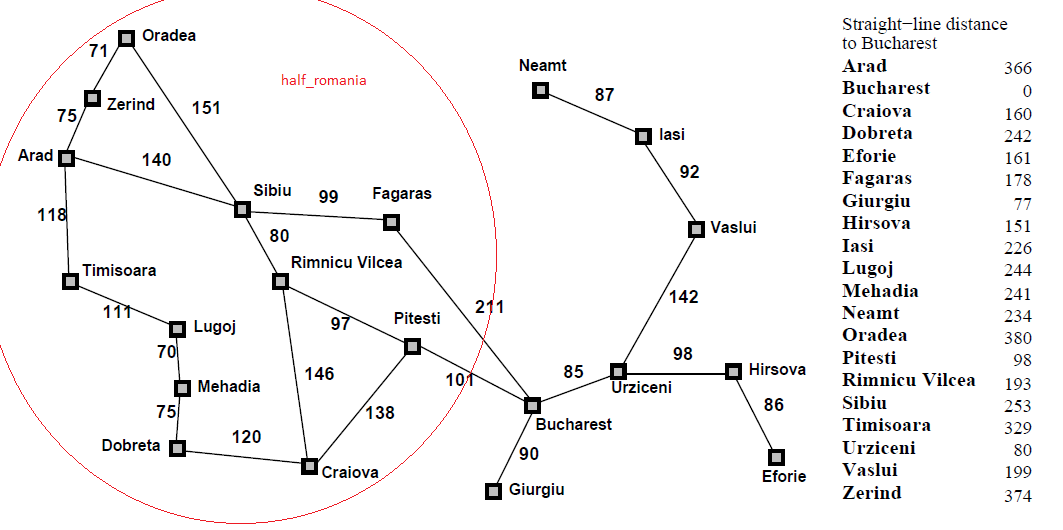 Oradea
71
half_romania
Zerind
151
75
Arad
140
Sibiu
99
Fagaras
118
80
Rimnicu Vilcea
Timisoara
111
97
Pitesti
211
Lugoj
70
146
101
Mehadia
75
138
Dobreta
120
Craiova
Neamt
87
Iasi
92
Vaslui
142
85
98
Urziceni
Hirsova
86
Bucharest
90
Giurgiu
Eforie
Straight−line distance
to Bucharest
Arad 366
Bucharest 0
Craiova 160
Dobreta 242
Eforie 161
Fagaras 178
Giurgiu 77
Hirsova 151
Iasi 226
Lugoj 244
Mehadia 241
Neamt 234
Oradea 380
Pitesti 98
Rimnicu Vilcea 193
Sibiu 253
Timisoara 329
Urziceni 80
Vaslui 199
Zerind 374